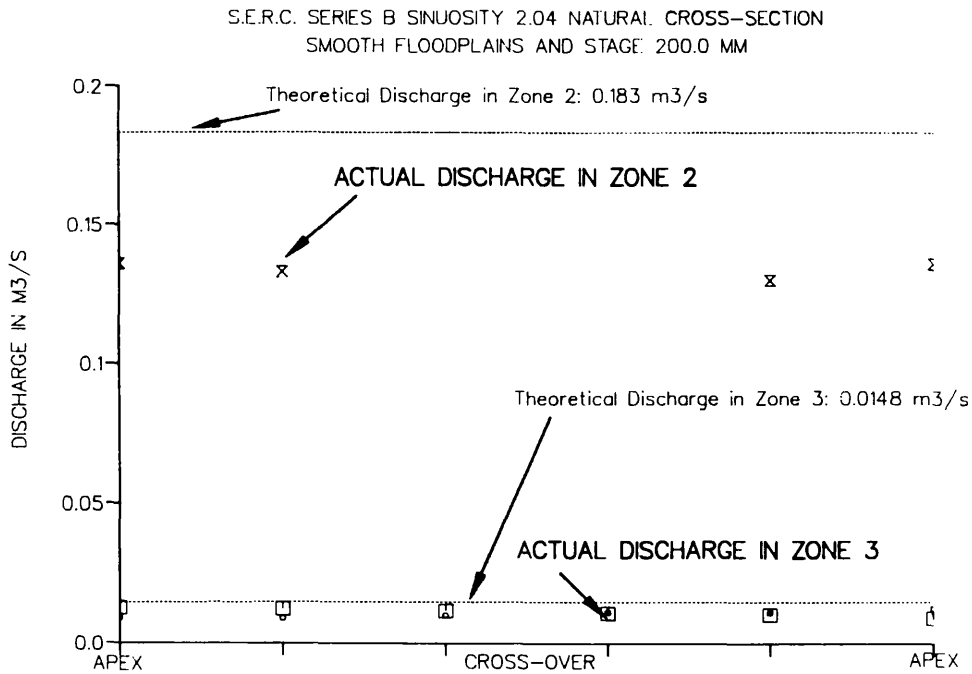 S.E.R.C. SERIES B SINUOSITY 2.04 NATURAL CROSS-SECTION
SMOOTH FLOODPLAINS AND STAGE 200.0 MM
0.2
Theoretical Discharge in Zone 2: 0.183 m3/s
ACTUAL DISCHARGE IN ZONE 2
0.15
DISCHARGE IN M3/S
0.1
Theoretical Discharge in Zone 3: 0.0148 m3/s
0.05
ACTUAL DISCHARGE IN ZONE 3
0.0
APEX CROSS-OVER APEX